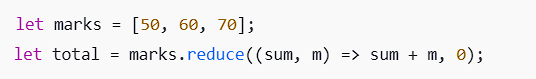 let marks = [50, 60, 70];
let total = marks.reduce((sum, m) => sum + m, 0);